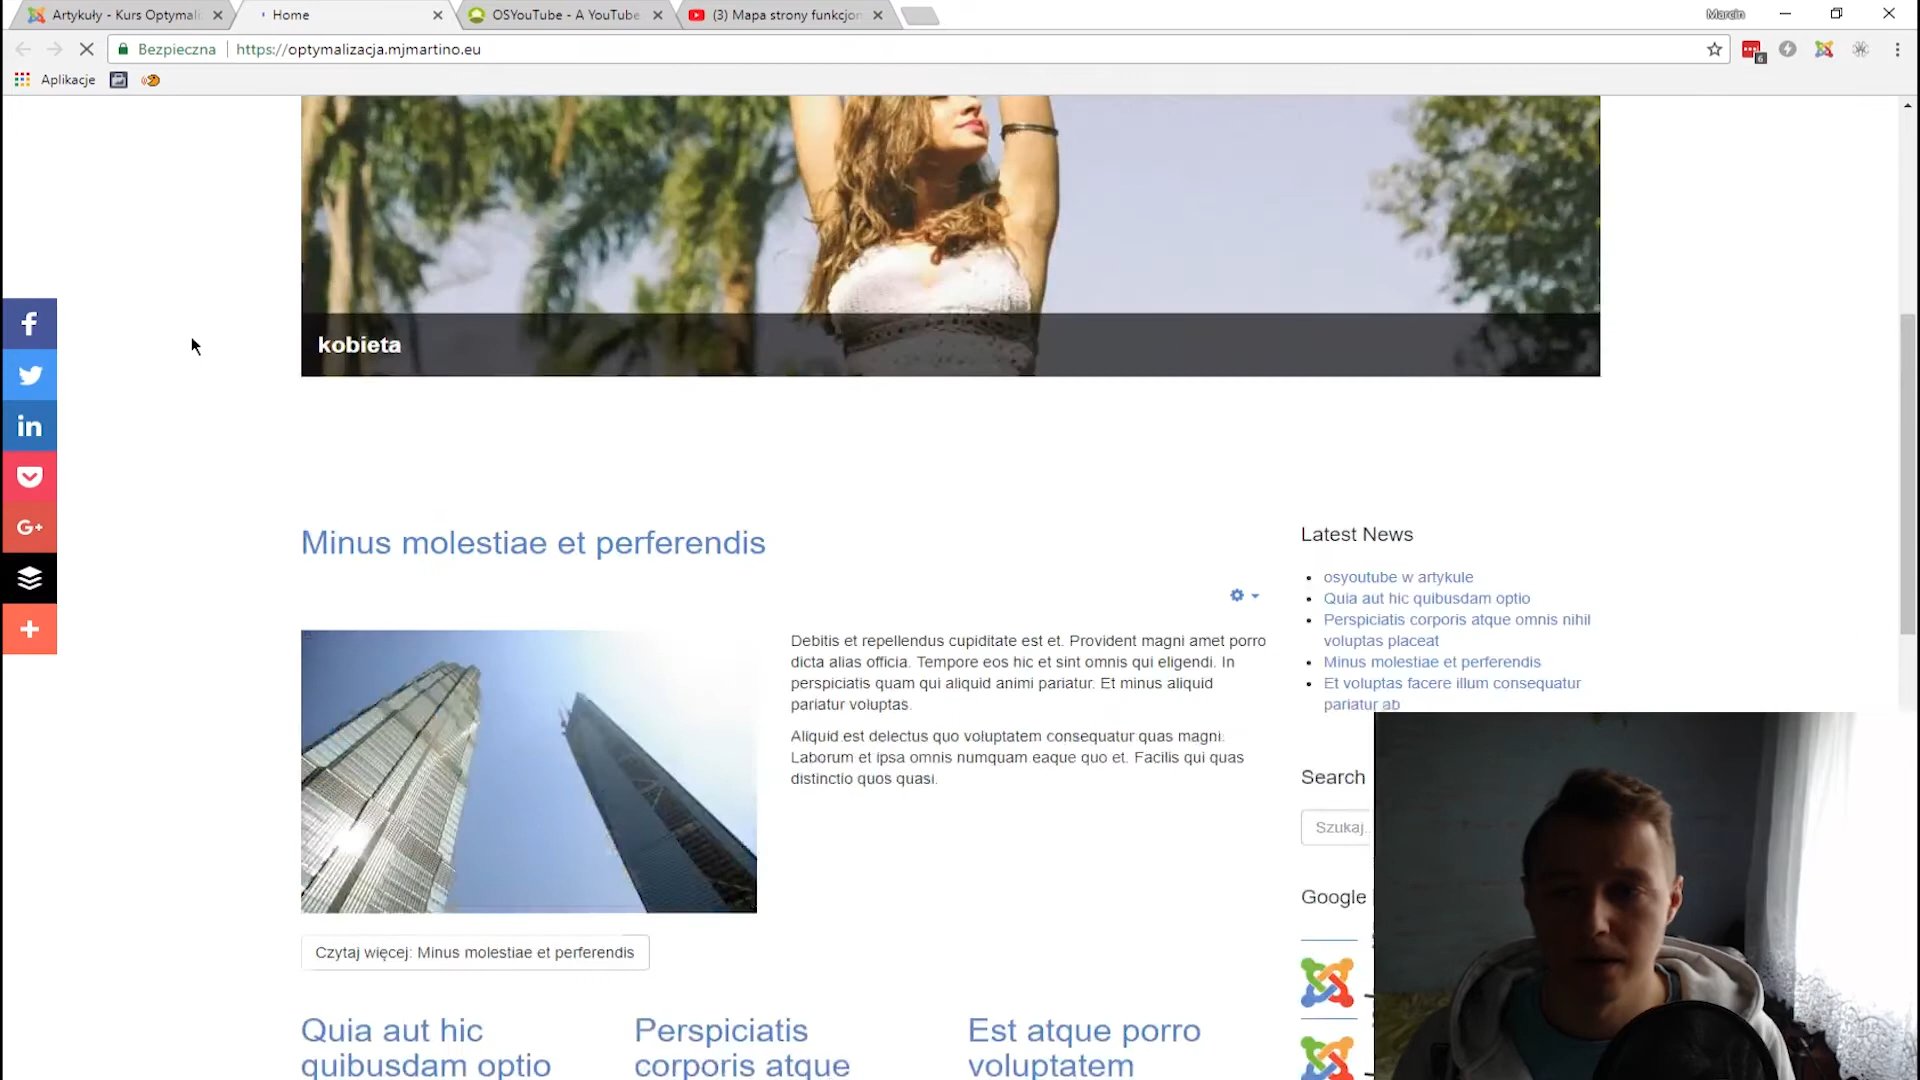 Artykuły - Kurs Optymali
Home
OSYouTube - A YouTube
(3) Mapa strony funkcjon
Marcin
Bezpieczna
https://optymalizacja.mjmartino.eu
6
Aplikacje
kobieta
Minus molestiae et perferendis
Debitis et repellendus cupiditate est et. Provident magni amet porro
dicta alias officia. Tempore eos hic et sint omnis qui eligendi. In
perspiciatis quam qui aliquid animi pariatur. Et minus aliquid
pariatur voluptas.
Aliquid est delectus quo voluptatem consequatur quas magni.
Laborum et ipsa omnis numquam eaque quo et. Facilis qui quas
distinctio quos quasi.
Czytaj więcej: Minus molestiae et perferendis
Quia aut hic
quibusdam optio
Perspiciatis
corporis atque
Est atque porro
voluptatem
Latest News
osyoutube w artykule
Quia aut hic quibusdam optio
Perspiciatis corporis atque omnis nihil
voluptas placeat
Minus molestiae et perferendis
Et voluptas facere illum consequatur
pariatur ab
Search
Szukaj...
Google